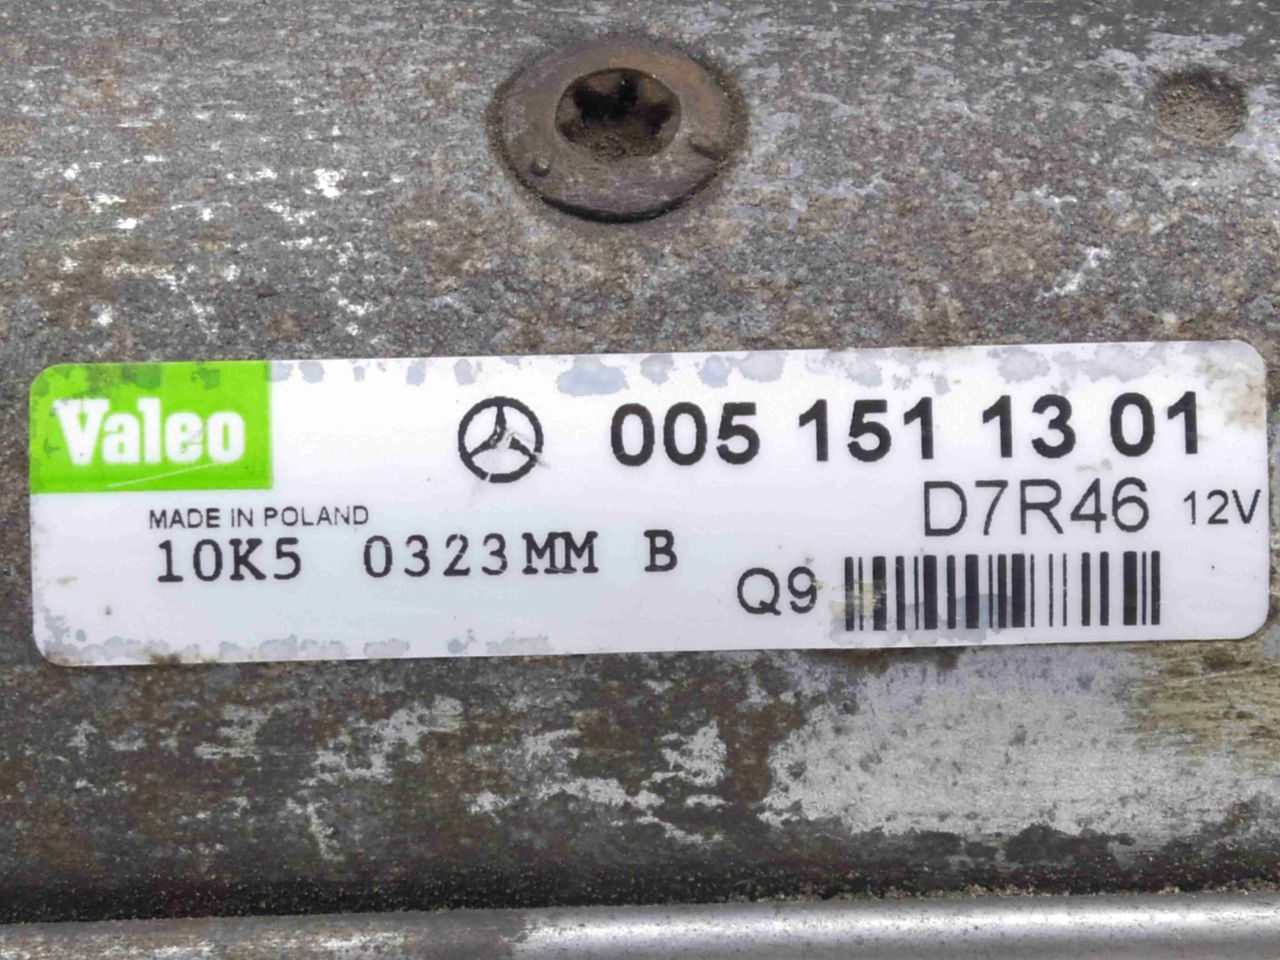 Valeo
005 151 13 01
D7R46 12V
MADE IN POLAND
10K5 0323MM B
Q9